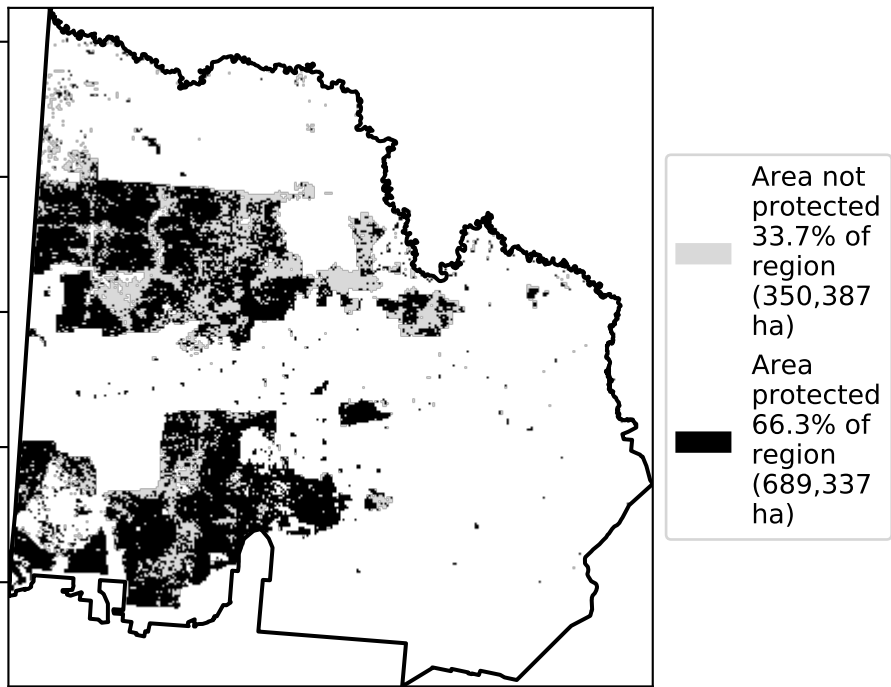 Area not
protected
33.7% of
region
(350,387
ha)
Area
protected
66.3% of
region
(689,337
ha)